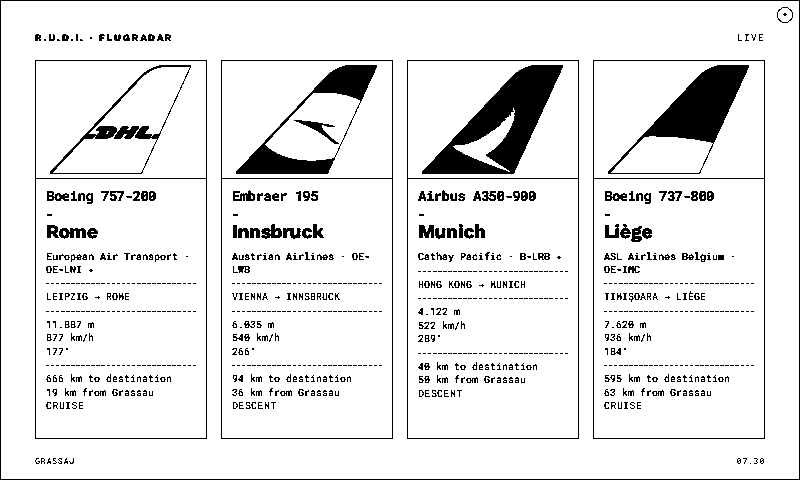 R.U.D.I. · FLUGRADAR
LIVE
DHL
Boeing 757-200
-
Rome
European Air Transport ·
OE-LNI ✦
LEIPZIG → ROME
11.887 m
877 km/h
177°
666 km to destination
19 km from Grassau
CRUISE
Embraer 195
-
Innsbruck
Austrian Airlines · OE-
LWB
VIENNA → INNSBRUCK
6.035 m
540 km/h
266°
94 km to destination
36 km from Grassau
DESCENT
Airbus A350-900
-
Munich
Cathay Pacific · B-LRB ✦
HONG KONG → MUNICH
4.122 m
522 km/h
289°
40 km to destination
50 km from Grassau
DESCENT
Boeing 737-800
-
Liège
ASL Airlines Belgium ·
OE-IMC
TIMIȘOARA → LIÈGE
7.620 m
936 km/h
184°
595 km to destination
63 km from Grassau
CRUISE
GRASSAU
07.30